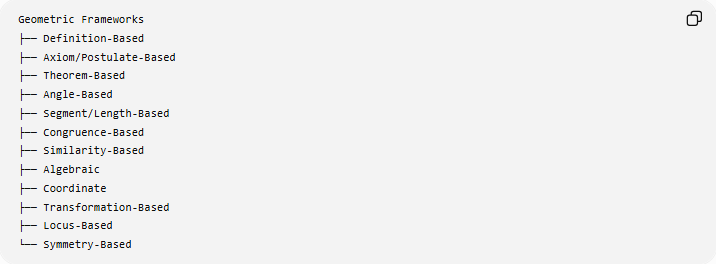 Geometric Frameworks
├── Definition-Based
├── Axiom/Postulate-Based
├── Theorem-Based
├── Angle-Based
├── Segment/Length-Based
├── Congruence-Based
├── Similarity-Based
├── Algebraic
├── Coordinate
├── Transformation-Based
├── Locus-Based
└── Symmetry-Based